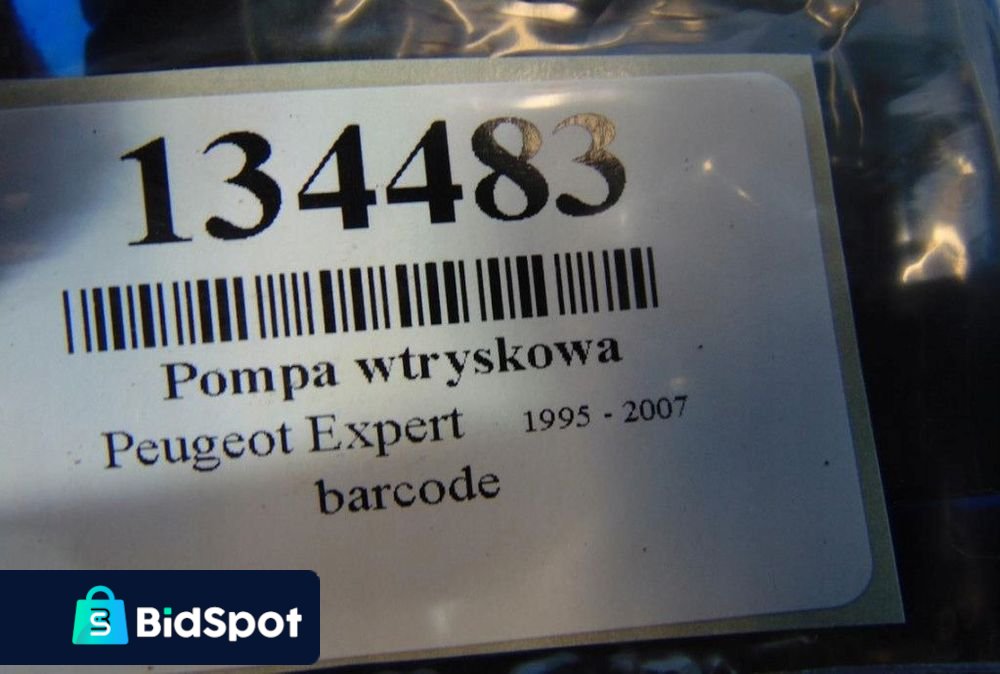 134483
Pompa wtryskowa
Peugeot Expert 1995 - 2007
barcode
BidSpot